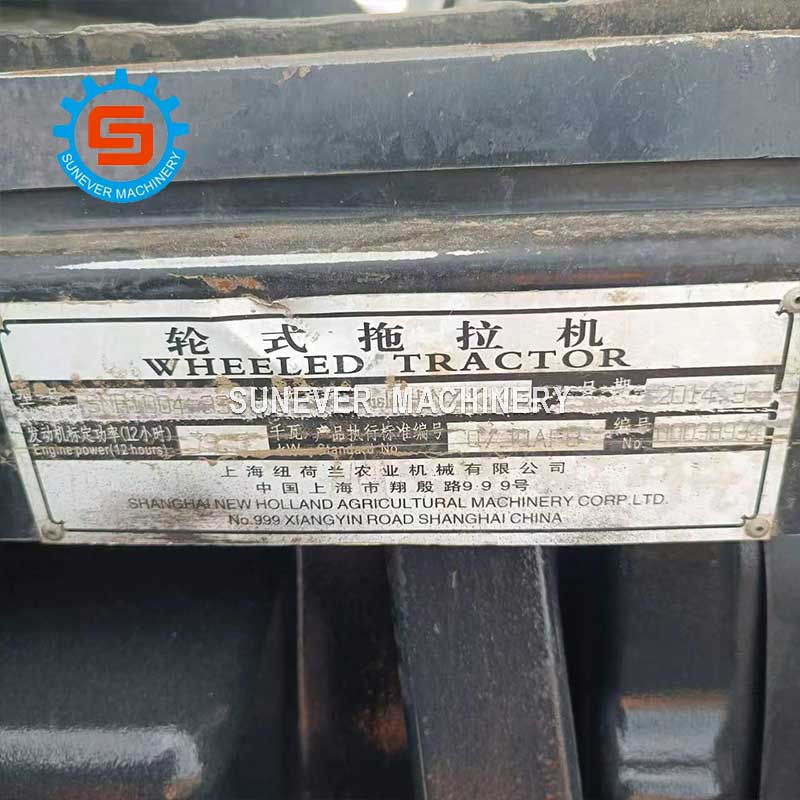 SUNEVER MACHINERY
轮式拖拉机
WHEELED TRACTOR
SUNEVER MACHINERY
2014.3
发动机标定功率(12小时) 千瓦 产品执行标准编号 编号
Engine power(12 hours) kW Standard No. No.
上海纽荷兰农业机械有限公司
中国上海市翔殷路999号
SHANGHAI NEW HOLLAND AGRICULTURAL MACHINERY CORP.LTD.
No.999 XIANGYIN ROAD SHANGHAI CHINA